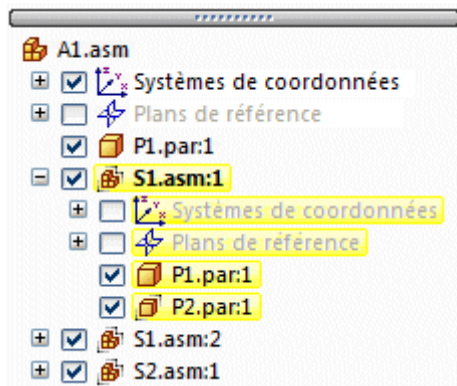 A1.asm
Systèmes de coordonnées
Plans de référence
P1.par:1
S1.asm:1
Systèmes de coordonnées
Plans de référence
P1.par:1
P2.par:1
S1.asm:2
S2.asm:1